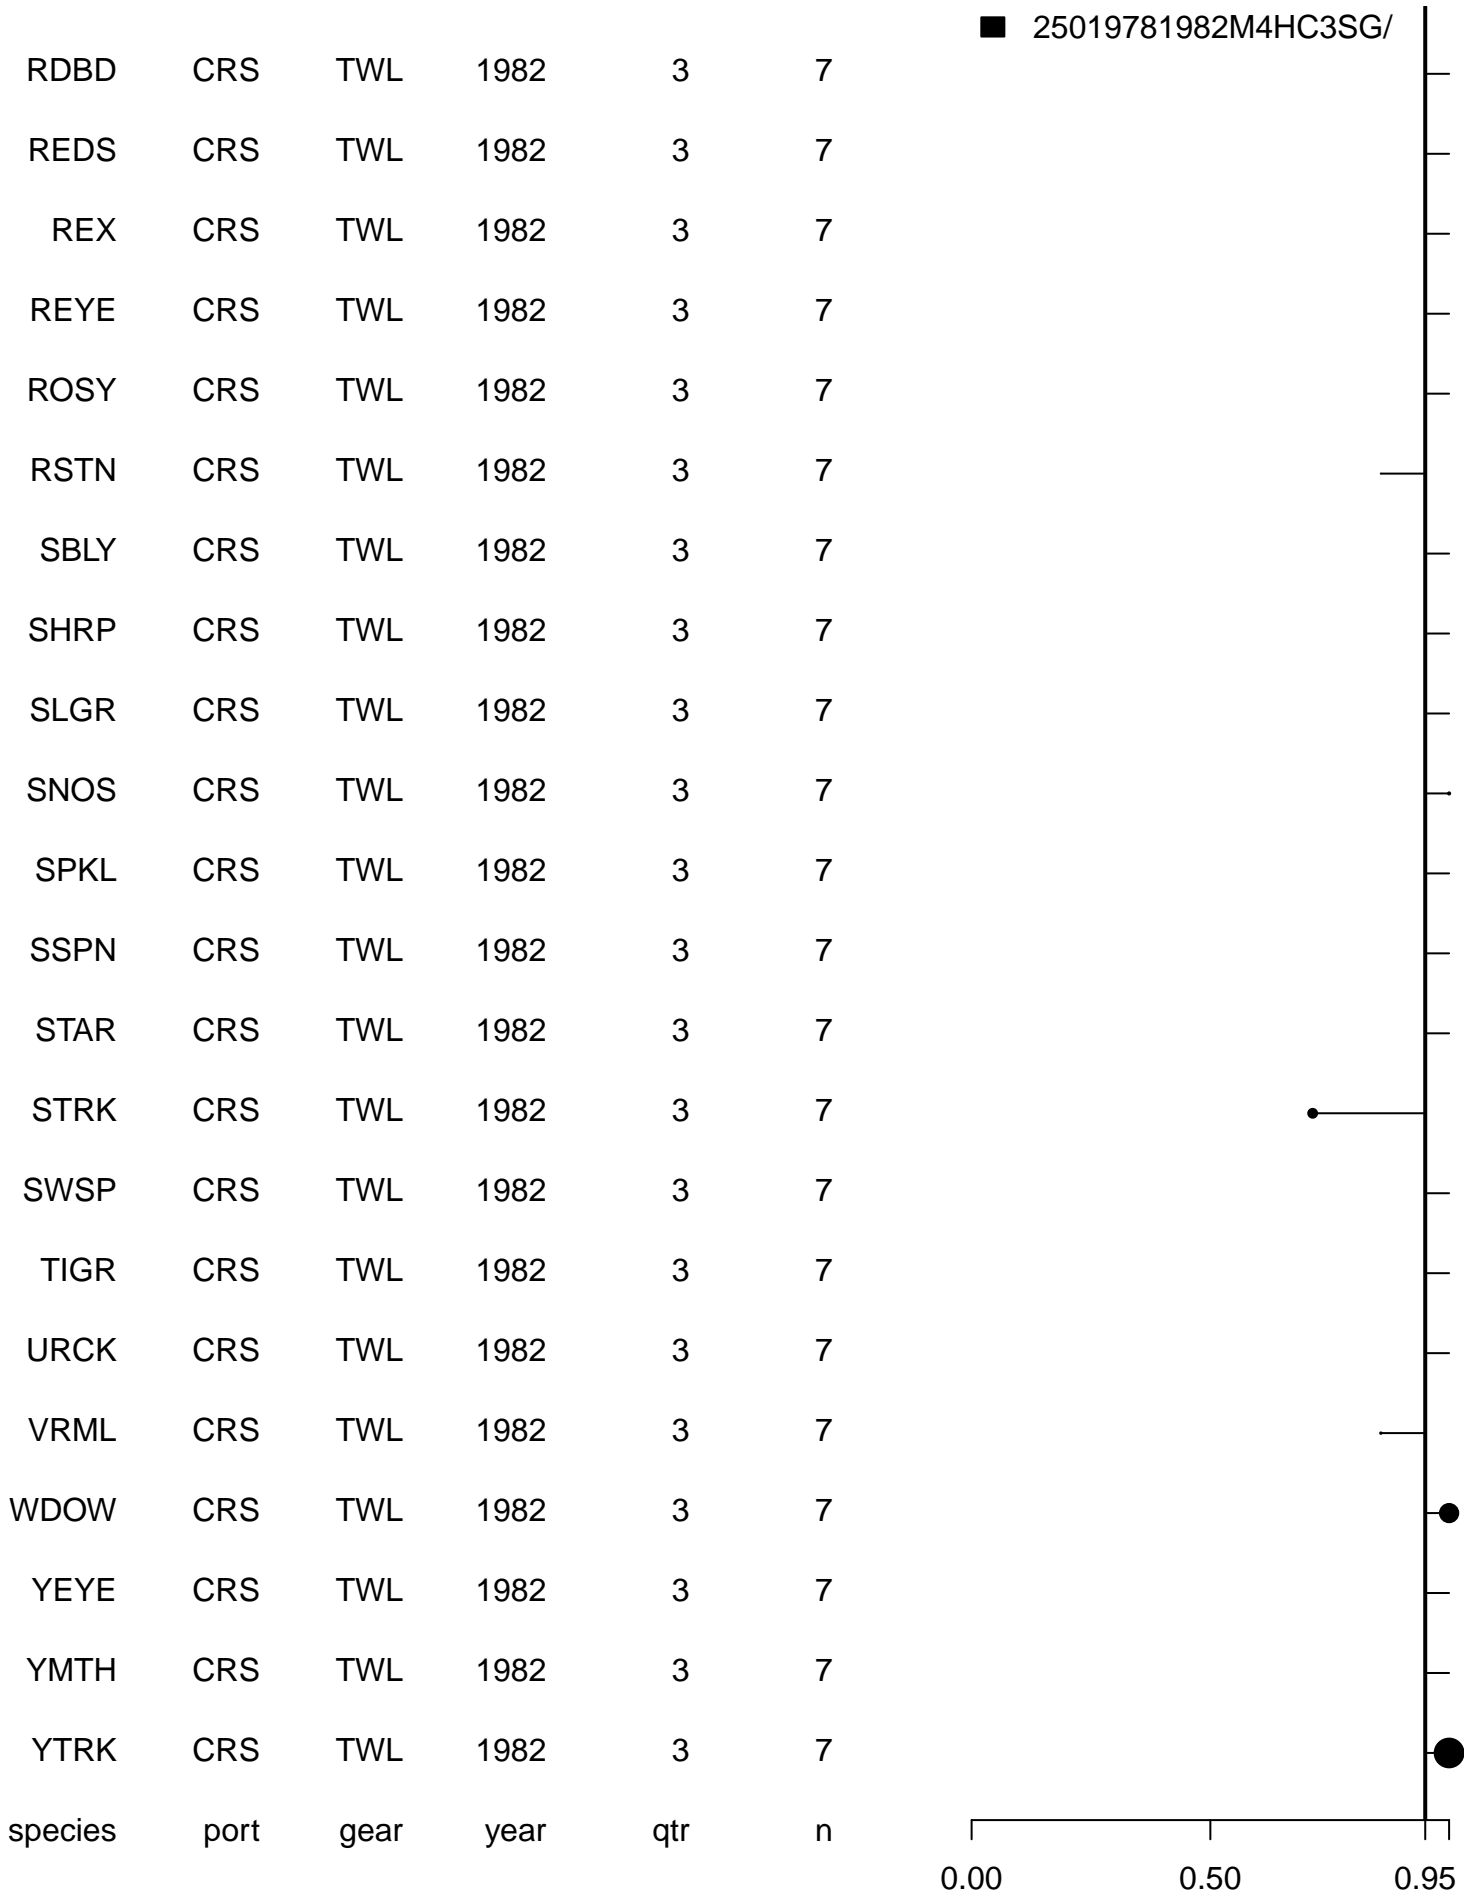 25019781982M4HC3SG/
RDBD CRS TWL 1982 3 7
REDS CRS TWL 1982 3 7
REX CRS TWL 1982 3 7
REYE CRS TWL 1982 3 7
ROSY CRS TWL 1982 3 7
RSTN CRS TWL 1982 3 7
SBLY CRS TWL 1982 3 7
SHRP CRS TWL 1982 3 7
SLGR CRS TWL 1982 3 7
SNOS CRS TWL 1982 3 7
SPKL CRS TWL 1982 3 7
SSPN CRS TWL 1982 3 7
STAR CRS TWL 1982 3 7
STRK CRS TWL 1982 3 7
SWSP CRS TWL 1982 3 7
TIGR CRS TWL 1982 3 7
URCK CRS TWL 1982 3 7
VRML CRS TWL 1982 3 7
WDOW CRS TWL 1982 3 7
YEYE CRS TWL 1982 3 7
YMTH CRS TWL 1982 3 7
YTRK CRS TWL 1982 3 7
species port gear year qtr n
0.00 0.50 0.95